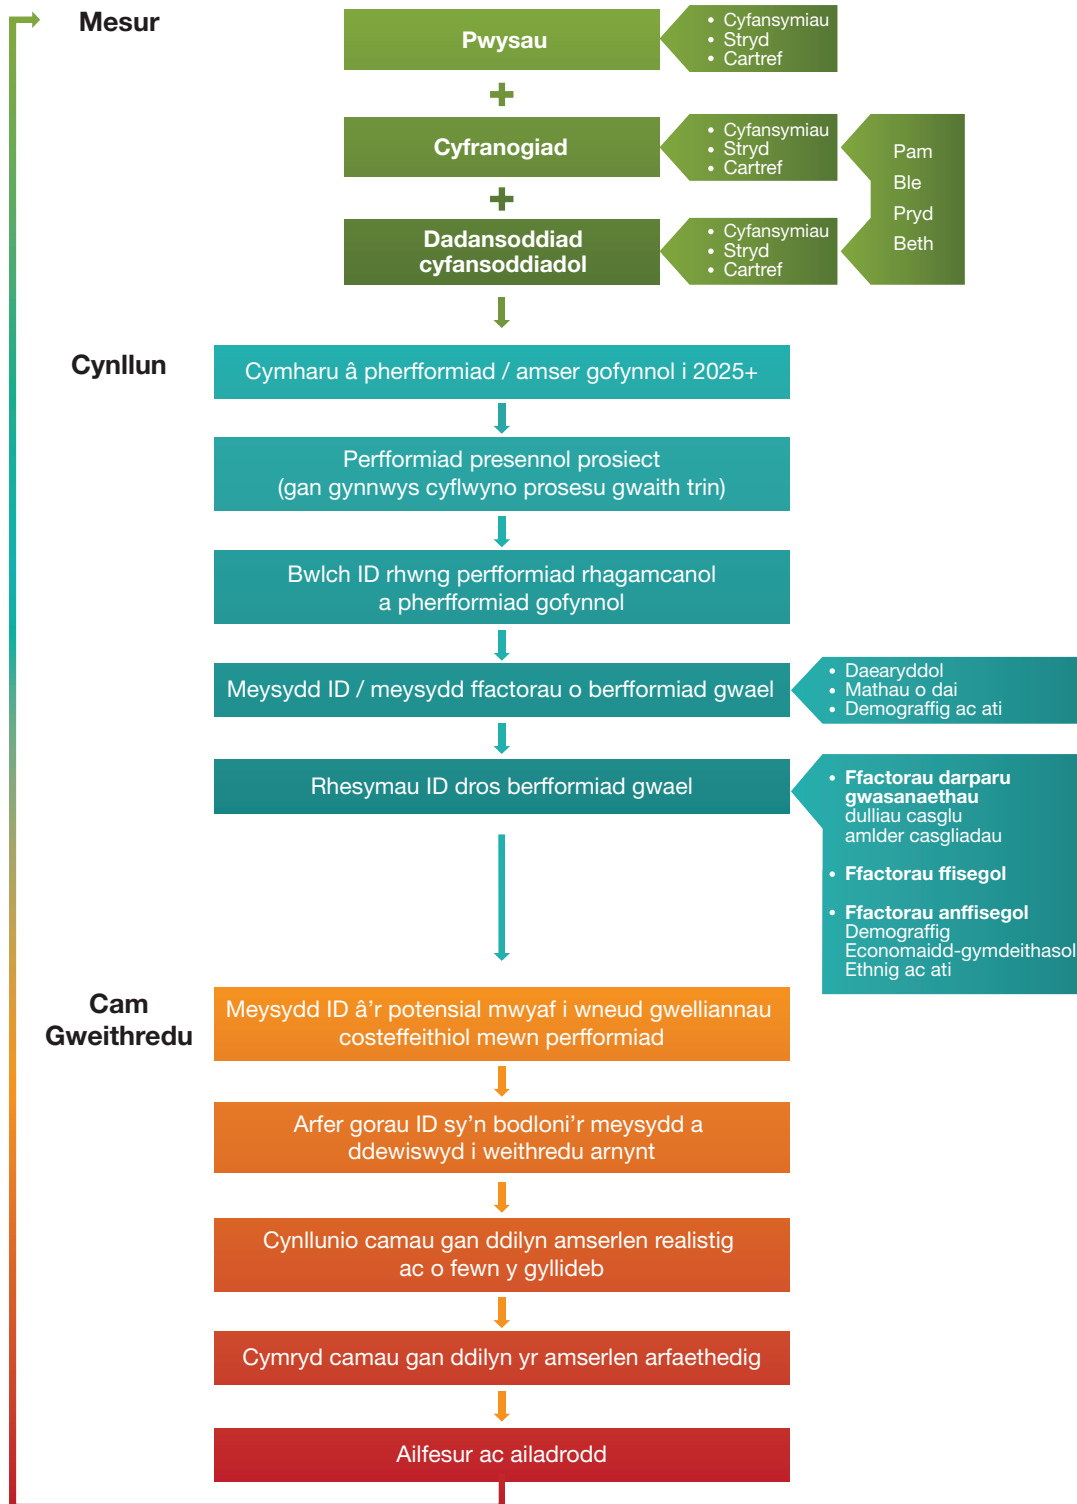 Mesur
Pwysau
• Cyfansymiau
• Stryd
• Cartref
+
Cyfranogiad
• Cyfansymiau
• Stryd
• Cartref
Pam
Ble
Pryd
Beth
+
Dadansoddiad
cyfansoddiadol
• Cyfansymiau
• Stryd
• Cartref
Cynllun
Cymharu â pherfformiad / amser gofynnol i 2025+
Perfformiad presennol prosiect
(gan gynnwys cyflwyno prosesu gwaith trin)
Bwlch ID rhwng perfformiad rhagamcanol
a pherfformiad gofynnol
Meysydd ID / meysydd ffactorau o berfformiad gwael
• Daearyddol
• Mathau o dai
• Demograffig ac ati
Rhesymau ID dros berfformiad gwael
• Ffactorau darparu
gwasanaethau
dulliau casglu
amlder casgliadau
• Ffactorau ffisegol
• Ffactorau anffisegol
Demograffig
Economaidd-gymdeithasol
Ethnig ac ati
Cam
Gweithredu
Meysydd ID â'r potensial mwyaf i wneud gwelliannau
costeffeithiol mewn perfformiad
Arfer gorau ID sy'n bodloni'r meysydd a
ddewiswyd i weithredu arnynt
Cynllunio camau gan ddilyn amserlen realistig
ac o fewn y gyllideb
Cymryd camau gan ddilyn yr amserlen arfaethedig
Ailfesur ac ailadrodd